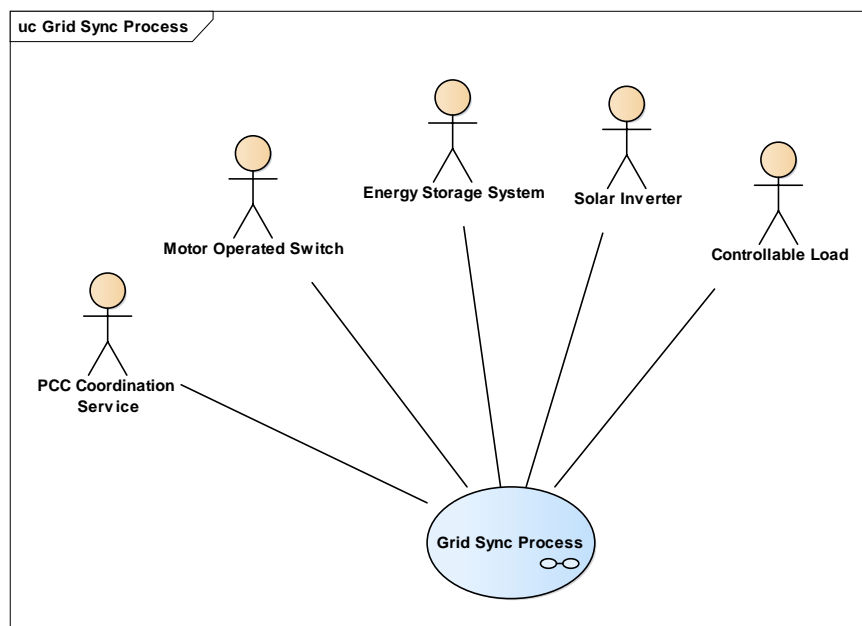 uc Grid Sync Process
Energy Storage System
Solar Inverter
Motor Operated Switch
Controllable Load
PCC Coordination
Service
Grid Sync Process